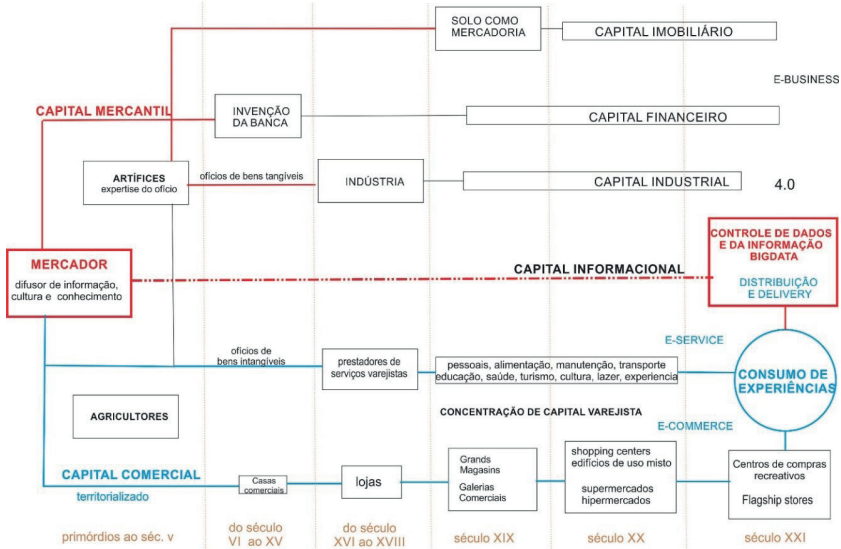 SOLO COMO
MERCADORIA
CAPITAL IMOBILIÁRIO
E-BUSINESS
CAPITAL MERCANTIL
INVENÇÃO
DA BANCA
CAPITAL FINANCEIRO
ARTÍFICES
expertise do ofício
ofícios de bens tangíveis
INDÚSTRIA
CAPITAL INDUSTRIAL
4.0
MERCADOR
difusor de informação,
cultura e conhecimento
CAPITAL INFORMACIONAL
CONTROLE DE DADOS
E DA INFORMAÇÃO
BIGDATA
DISTRIBUIÇÃO
E DELIVERY
ofícios de
bens intangíveis
prestadores de
serviços varejistas
pessoais, alimentação, manutenção, transporte
educação, saúde, turismo, cultura, lazer, experiencia
E-SERVICE
CONSUMO DE
EXPERIÊNCIAS
AGRICULTORES
CONCENTRAÇÃO DE CAPITAL VAREJISTA
E-COMMERCE
CAPITAL COMERCIAL
territorializado
Casas
comerciais
lojas
Grands
Magasins
Galerias
Comerciais
shopping centers
edifícios de uso misto
supermercados
hipermercados
Centros de compras
recreativos
Flagship stores
primórdios ao séc. v
do século
VI ao XV
do século
XVI ao XVIII
século XIX
século XX
século XXI